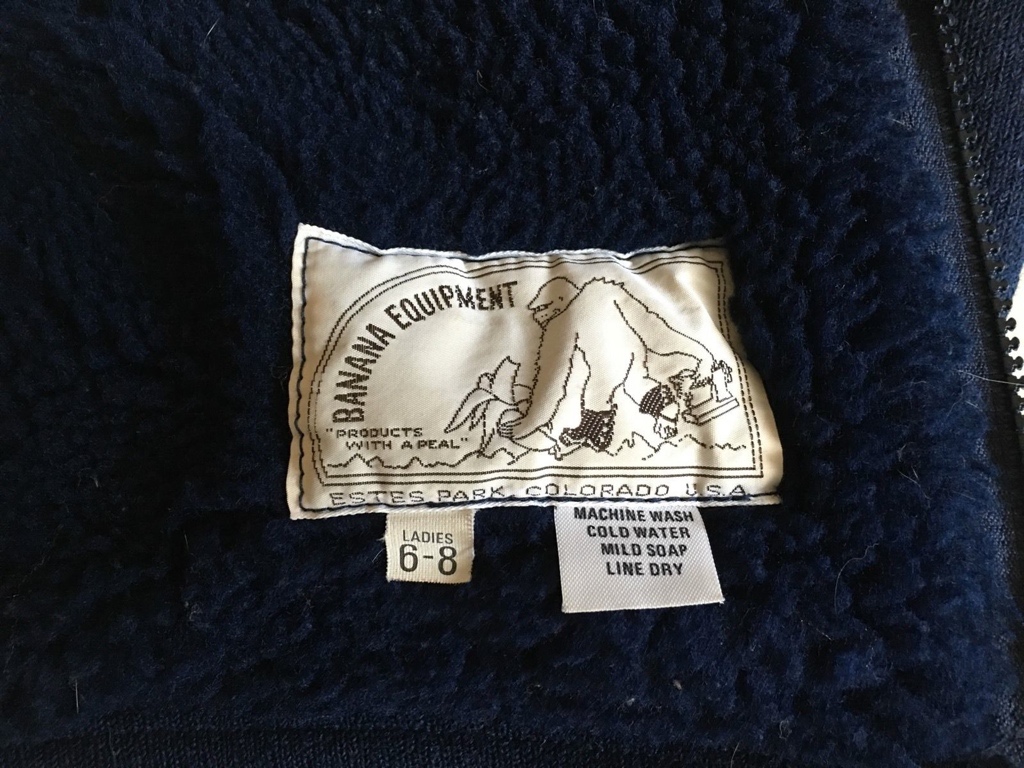 BANANA EQUIPMENT
"PRODUCTS
WITH A PEAL"
ESTES PARK, COLORADO U.S.A.
LADIES
6-8
MACHINE WASH
COLD WATER
MILD SOAP
LINE DRY